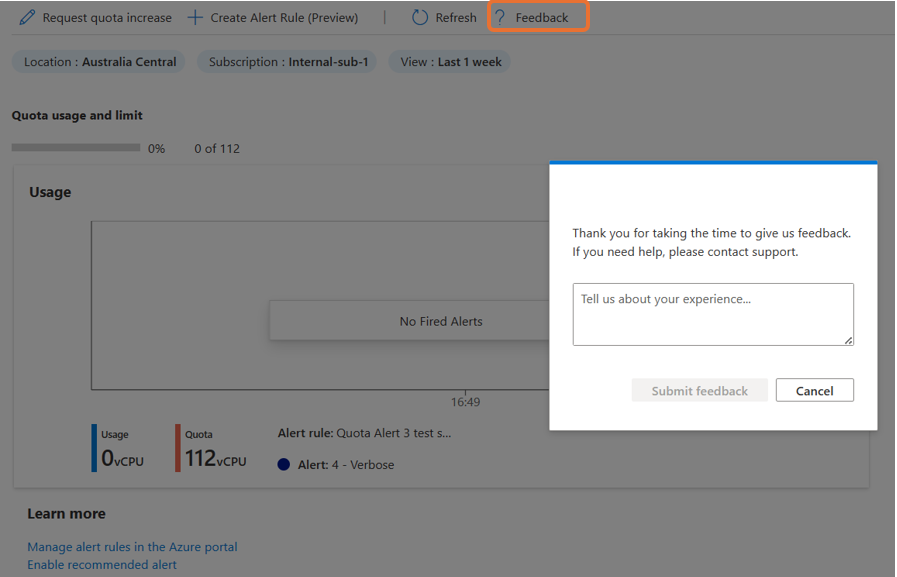 Request quota increase Create Alert Rule (Preview) | Refresh ? Feedback
Location : Australia Central Subscription : Internal-sub-1 View : Last 1 week
Quota usage and limit
0% 0 of 112
Usage
No Fired Alerts
16:49
Usage
0vCPU
Quota
112vCPU
Alert rule: Quota Alert 3 test s...
Alert: 4 - Verbose
Learn more
Manage alert rules in the Azure portal
Enable recommended alert
Thank you for taking the time to give us feedback.
If you need help, please contact support.
Tell us about your experience...
Submit feedback Cancel